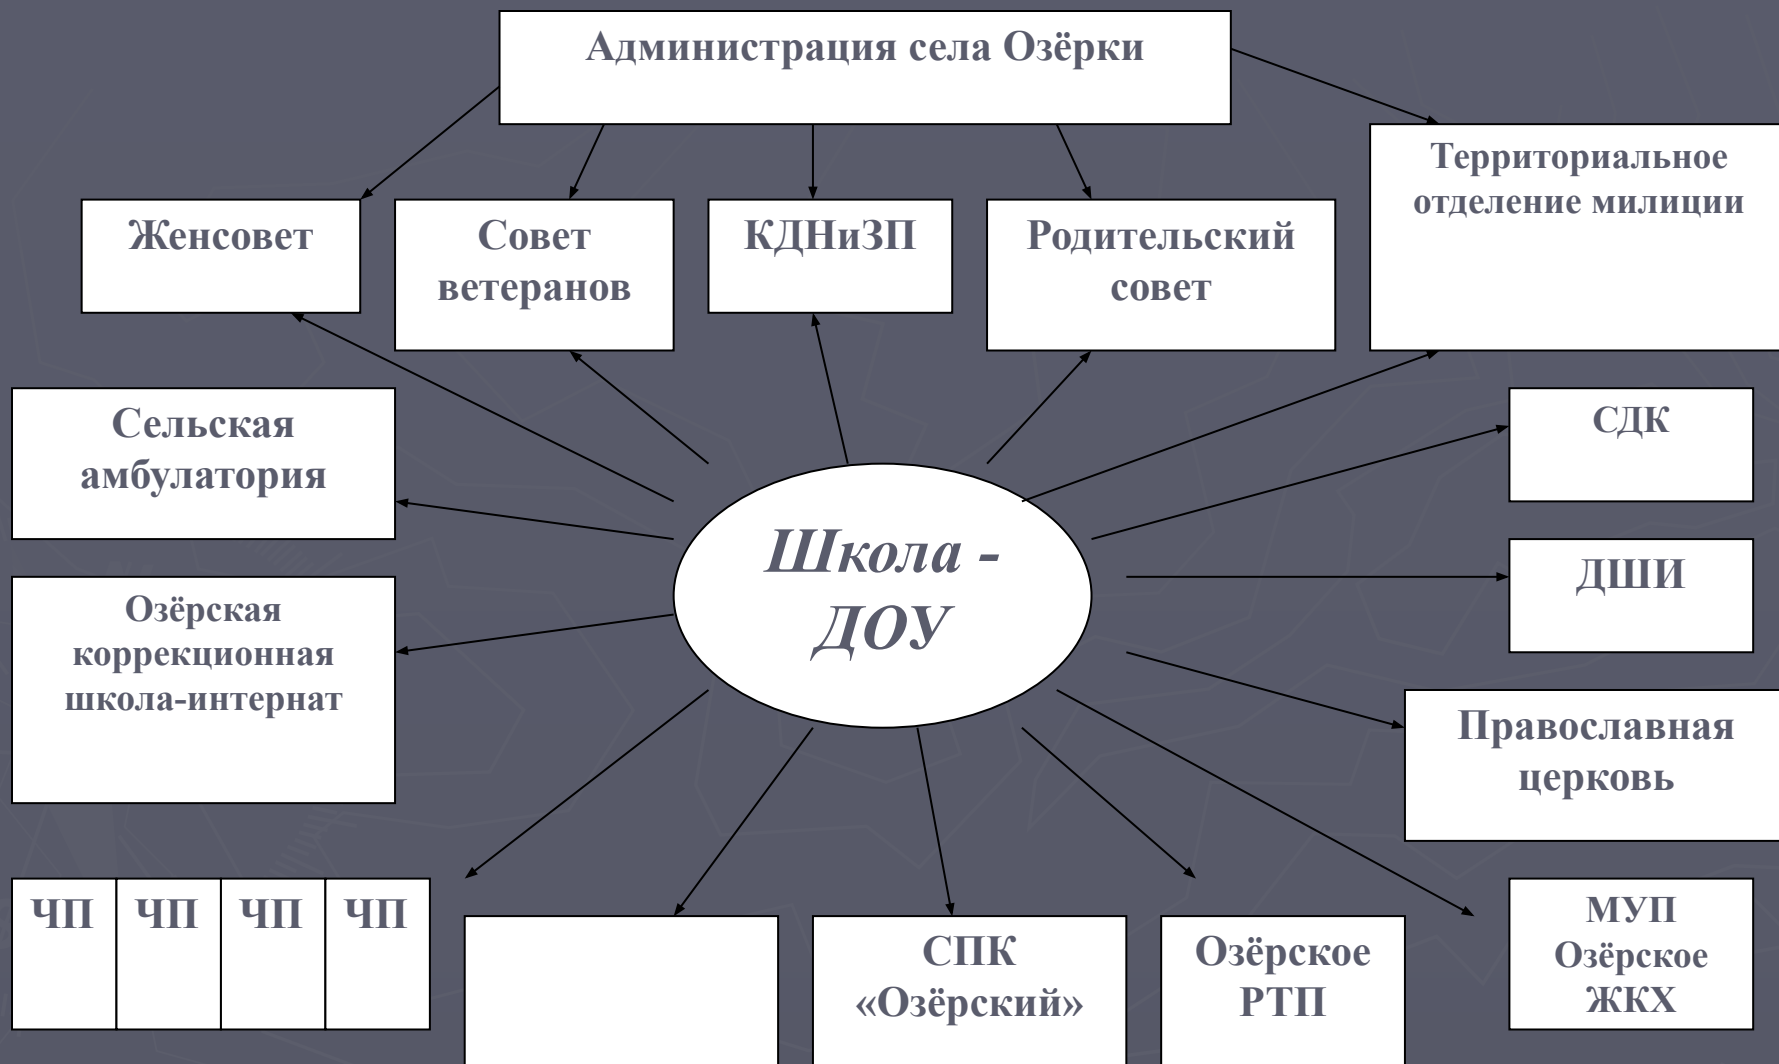 Администрация села Озёрки
Территориальное
отделение милиции
Женсовет
Совет
ветеранов
КДНиЗП
Родительский
совет
Сельская
амбулатория
СДК
Школа -
ДОУ
ДШИ
Озёрская
коррекционная
школа-интернат
Православная
церковь
ЧП
ЧП
ЧП
ЧП
СПК
«Озёрский»
Озёрское
РТП
МУП
Озёрское
ЖКХ